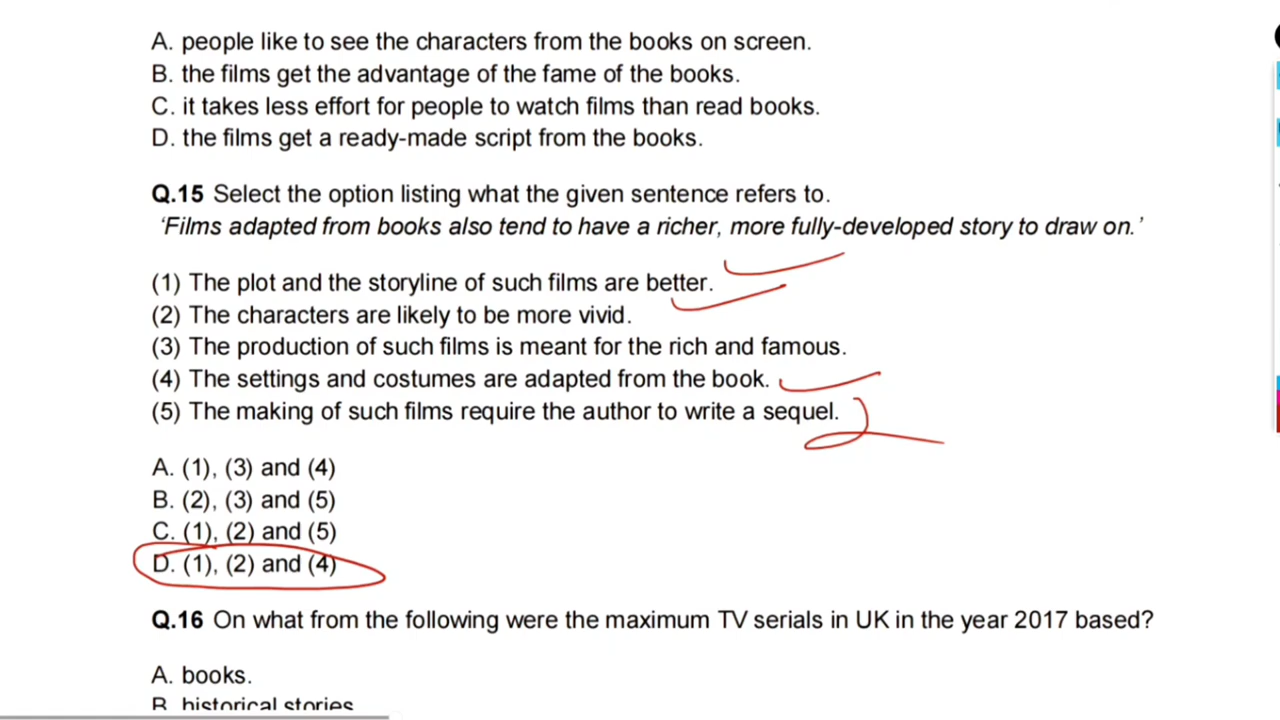 A. people like to see the characters from the books on screen.
B. the films get the advantage of the fame of the books.
C. it takes less effort for people to watch films than read books.
D. the films get a ready-made script from the books.
Q.15 Select the option listing what the given sentence refers to.
‘Films adapted from books also tend to have a richer, more fully-developed story to draw on.’
(1) The plot and the storyline of such films are better.
(2) The characters are likely to be more vivid.
(3) The production of such films is meant for the rich and famous.
(4) The settings and costumes are adapted from the book.
(5) The making of such films require the author to write a sequel.
A. (1), (3) and (4)
B. (2), (3) and (5)
C. (1), (2) and (5)
D. (1), (2) and (4)
Q.16 On what from the following were the maximum TV serials in UK in the year 2017 based?
A. books.
B. historical stories